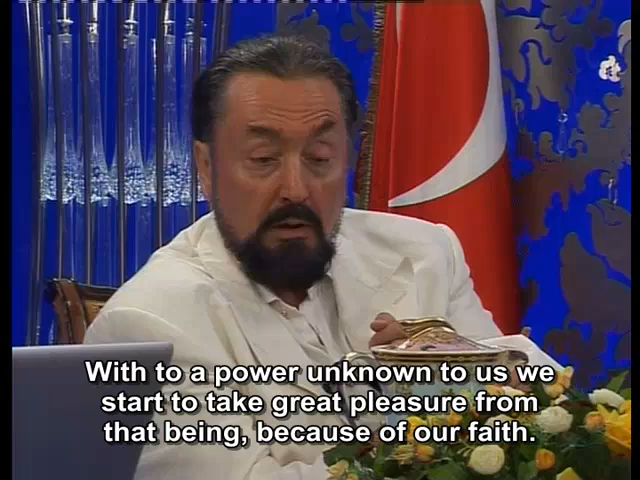 With to a power unknown to us we
start to take great pleasure from
that being, because of our faith.